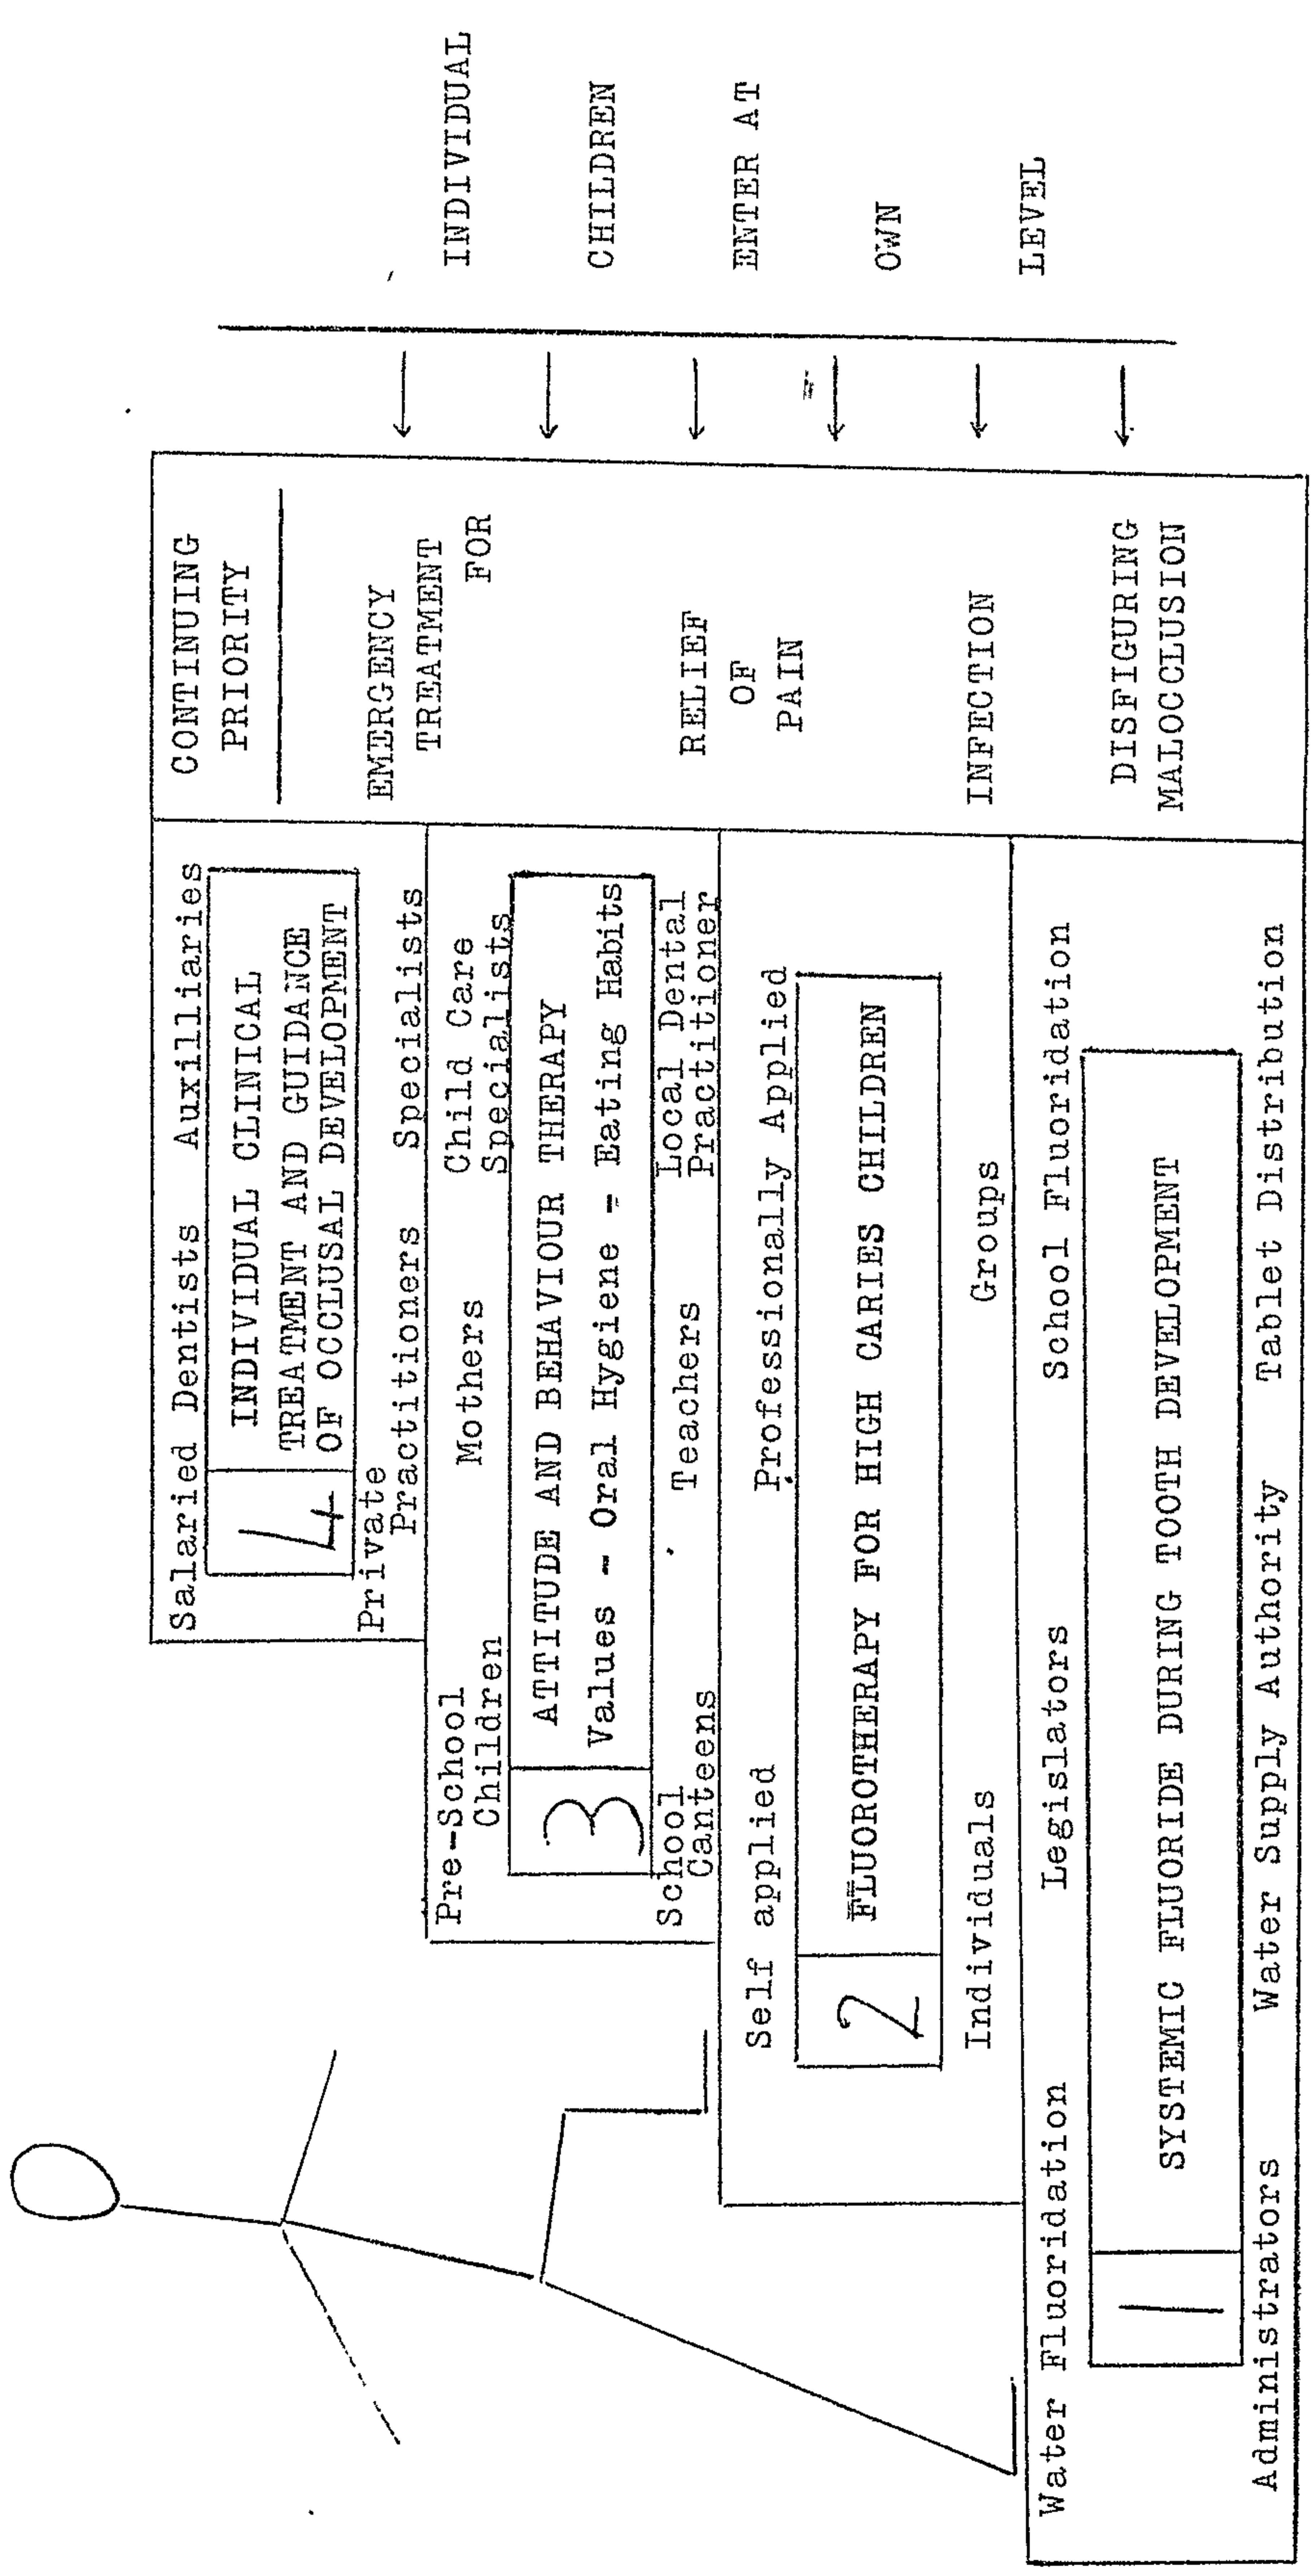 Salaried Dentists Auxilliaries
4
INDIVIDUAL CLINICAL
TREATMENT AND GUIDANCE
OF OCCLUSAL DEVELOPMENT
Private
Practitioners Specialists
Pre-School
Children
Mothers
Child Care
Specialists
3
ATTITUDE AND BEHAVIOUR THERAPY
Values - Oral Hygiene - Eating Habits
School
Canteens
Teachers
Local Dental
Practitioner
Self applied Professionally Applied
2
FLUOROTHERAPY FOR HIGH CARIES CHILDREN
Individuals Groups
Water Fluoridation Legislators School Fluoridation
1
SYSTEMIC FLUORIDE DURING TOOTH DEVELOPMENT
Administrators Water Supply Authority Tablet Distribution
CONTINUING
PRIORITY
EMERGENCY
TREATMENT
FOR
RELIEF
OF
PAIN
INFECTION
DISFIGURING
MALOCCLUSION
INDIVIDUAL
CHILDREN
ENTER AT
OWN
LEVEL